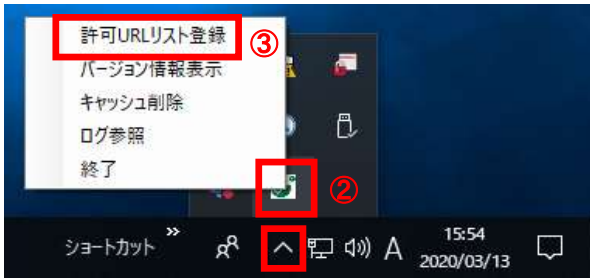 許可URLリスト登録
③
バージョン情報表示
キャッシュ削除
ログ参照
終了
②
ショートカット
»
A
15:54
2020/03/13